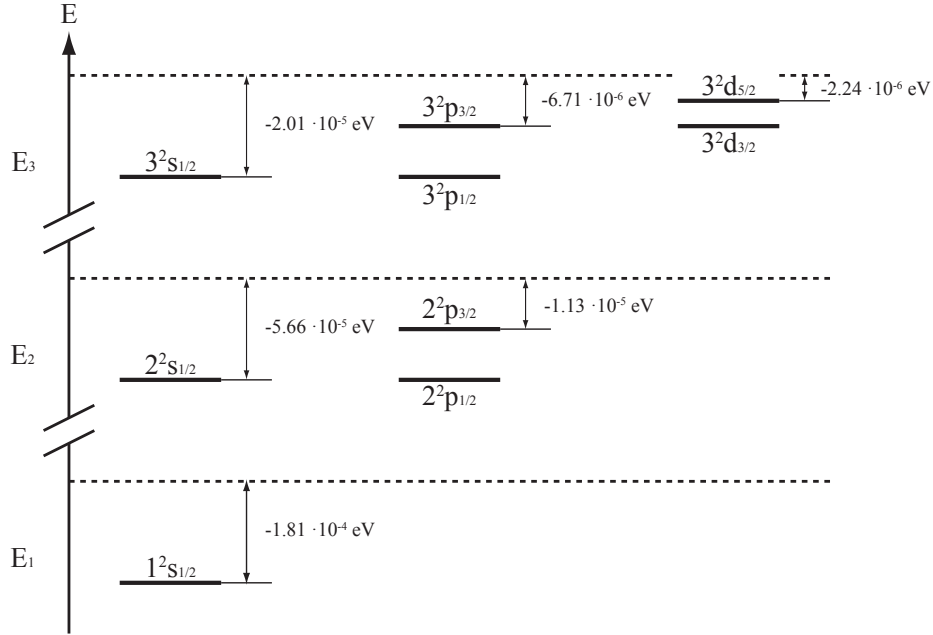 E
3²d5/2
-2.24 ·10⁻⁶ eV
-6.71 ·10⁻⁶ eV
3²p3/2
-2.01 ·10⁻⁵ eV
3²d3/2
E3
3²s1/2
3²p1/2
2²p3/2
-1.13 ·10⁻⁵ eV
-5.66 ·10⁻⁵ eV
E2
2²s1/2
2²p1/2
-1.81 ·10⁻⁴ eV
E1
1²s1/2